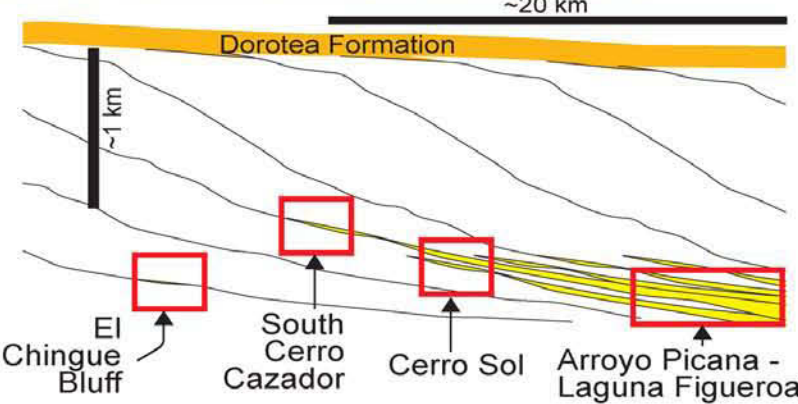 ~20 km
Dorotea Formation
~1 km
El
Chingue
Bluff
South
Cerro
Cazador
Cerro Sol
Arroyo Picana -
Laguna Figueroa